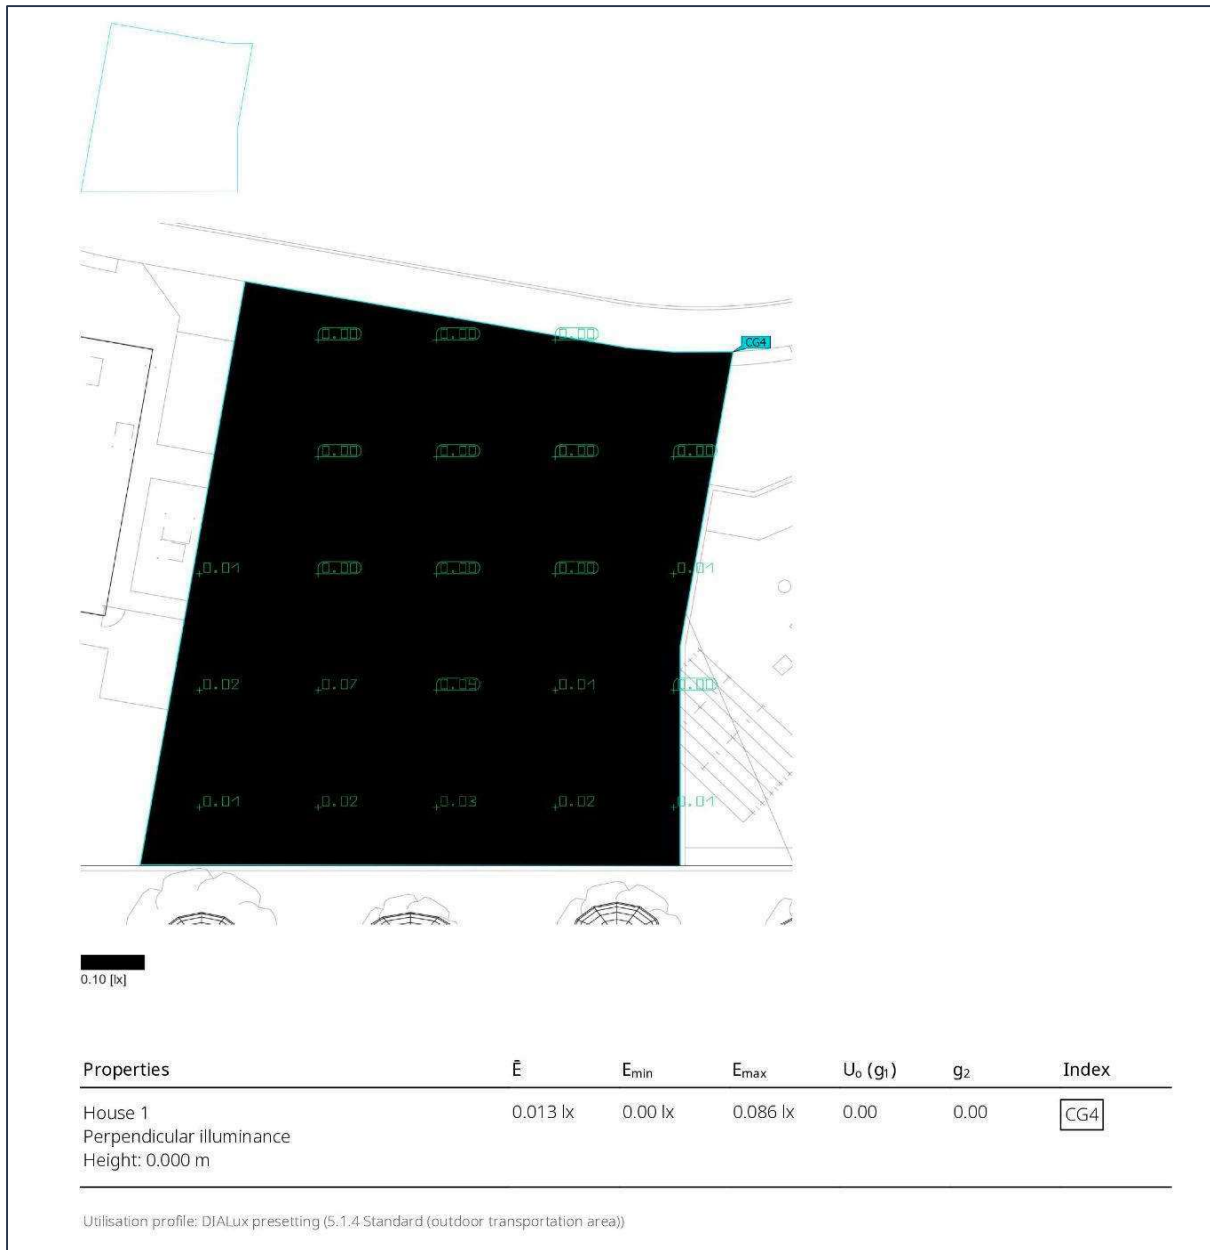 0.00 0.00 0.00
CG4
0.00 0.00 0.00 0.00
0.01 0.00 0.00 0.00 0.01
0.02 0.07 0.09 0.01 0.00
0.01 0.02 0.03 0.02 0.01
0.10 [lx]
Properties Ē Emin Emax Uo (g1) g2 Index
House 1 0.013 lx 0.00 lx 0.086 lx 0.00 0.00 CG4
Perpendicular illuminance
Height: 0.000 m
Utilisation profile: DIALux presetting (5.1.4 Standard (outdoor transportation area))